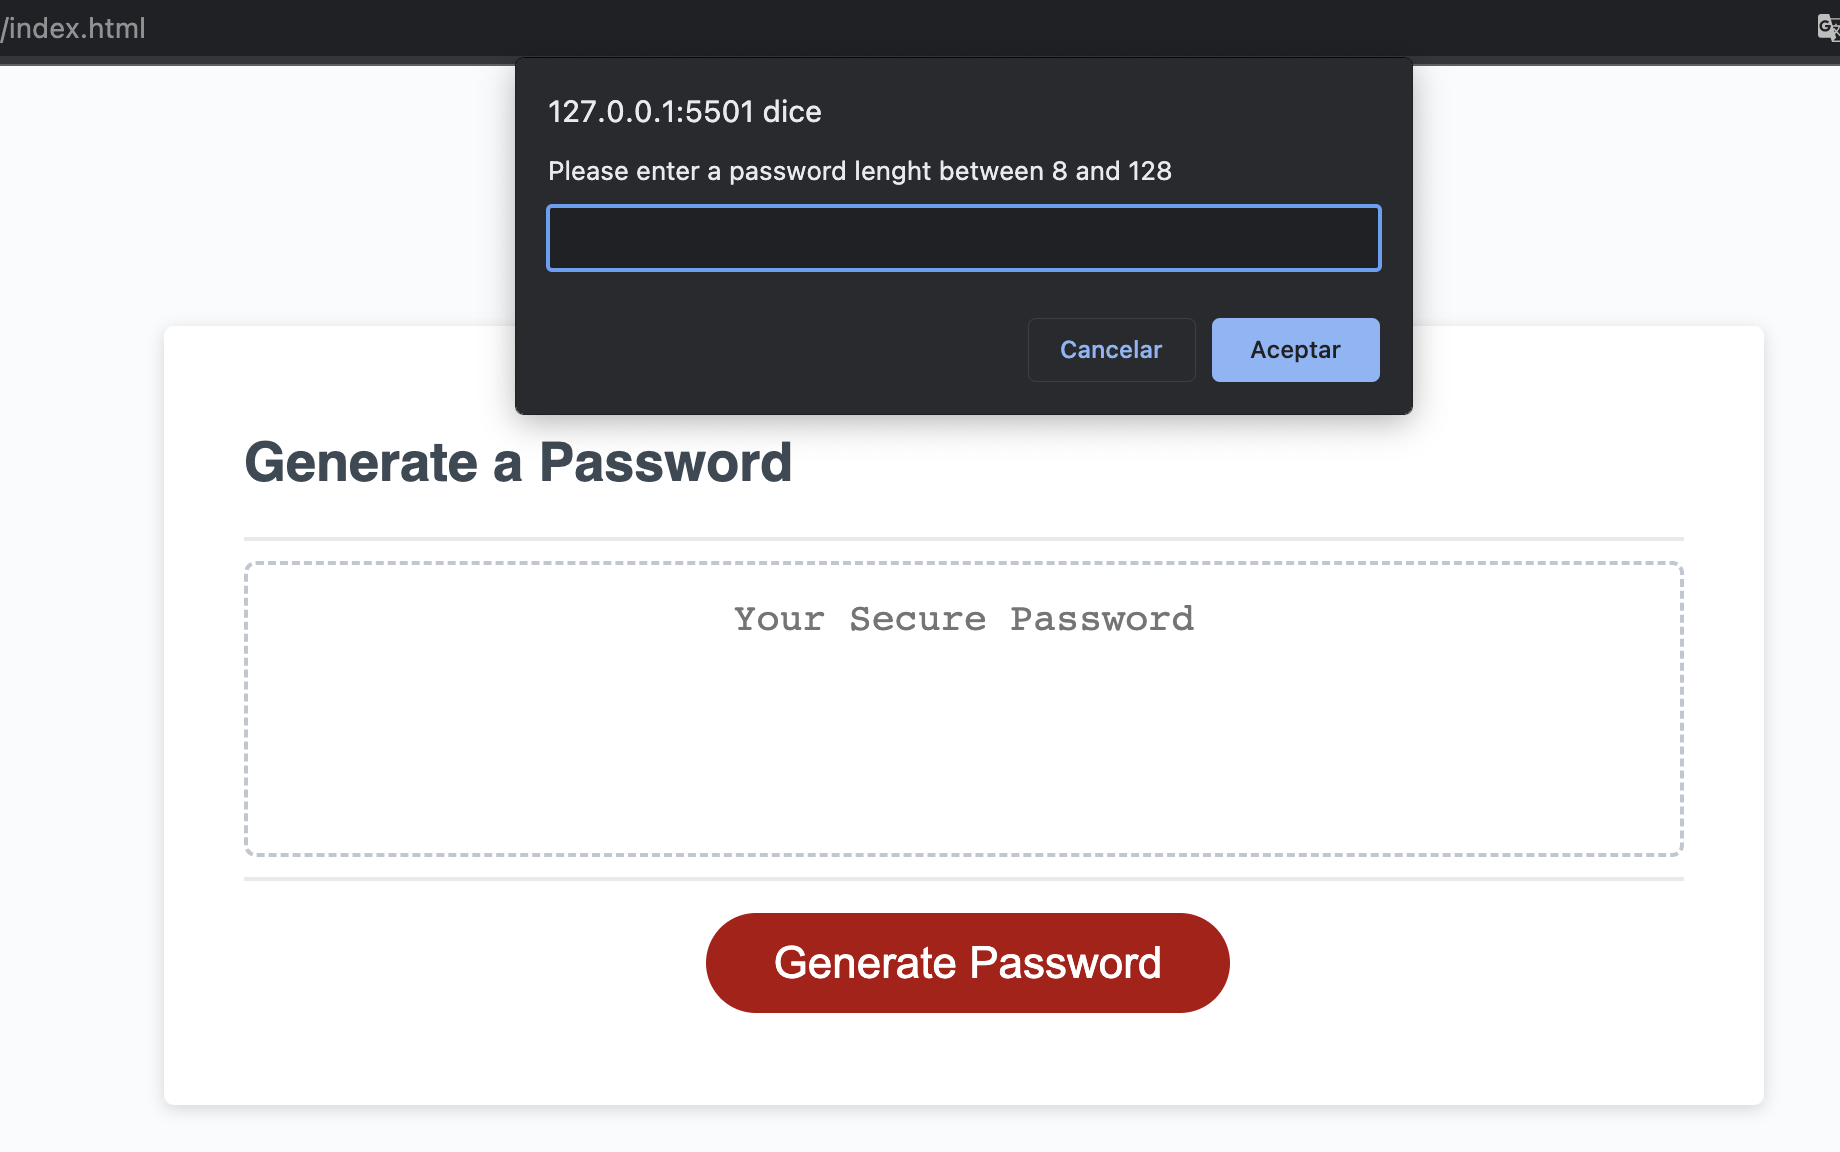 /index.html
127.0.0.1:5501 dice
Please enter a password lenght between 8 and 128
Cancelar
Aceptar
Generate a Password
Your Secure Password
Generate Password